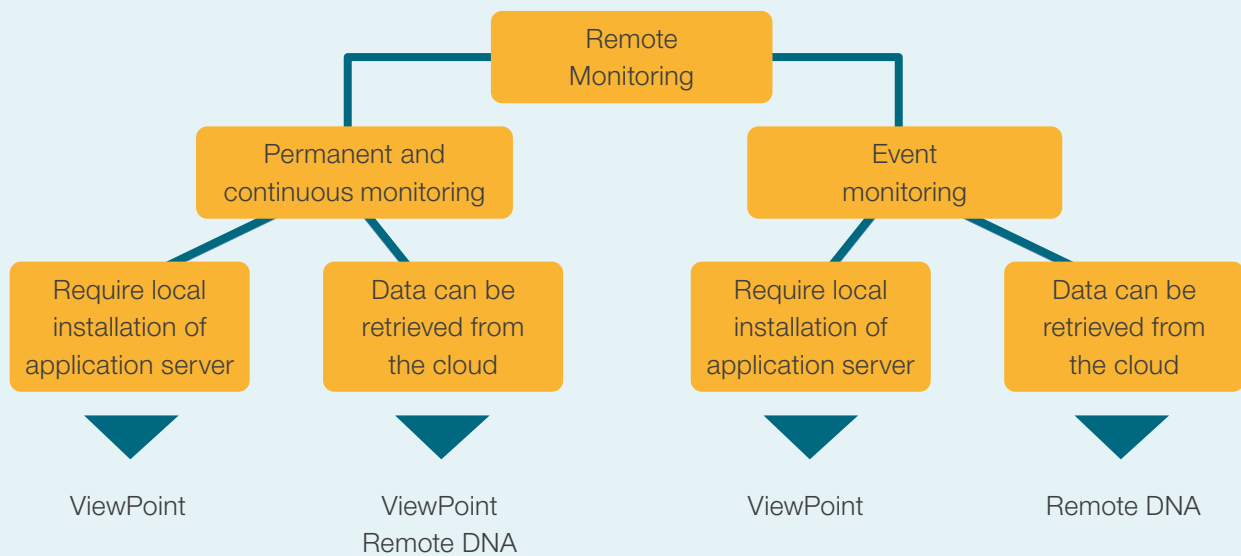 Remote
Monitoring
Permanent and
continuous monitoring
Event
monitoring
Require local
installation of
application server
Data can be
retrieved from
the cloud
Require local
installation of
application server
Data can be
retrieved from
the cloud
ViewPoint
ViewPoint
Remote DNA
ViewPoint
Remote DNA